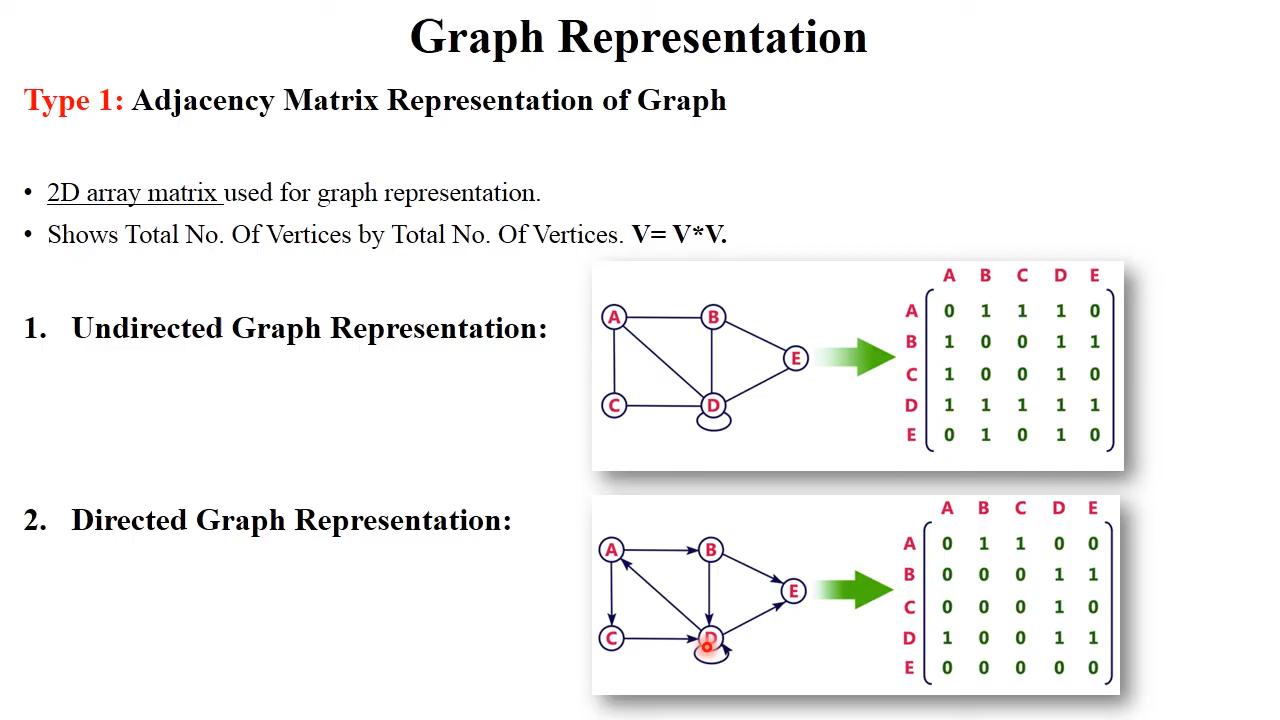 Graph Representation
Type 1: Adjacency Matrix Representation of Graph
• 2D array matrix used for graph representation.
• Shows Total No. Of Vertices by Total No. Of Vertices. V= V*V.
1. Undirected Graph Representation:
A B
E
C D
A B C D E
A 0 1 1 1 0
B 1 0 0 1 1
C 1 0 0 1 0
D 1 1 1 1 1
E 0 1 0 1 0
2. Directed Graph Representation:
A B
E
C D
A B C D E
A 0 1 1 0 0
B 0 0 0 1 1
C 0 0 0 1 0
D 1 0 0 1 1
E 0 0 0 0 0